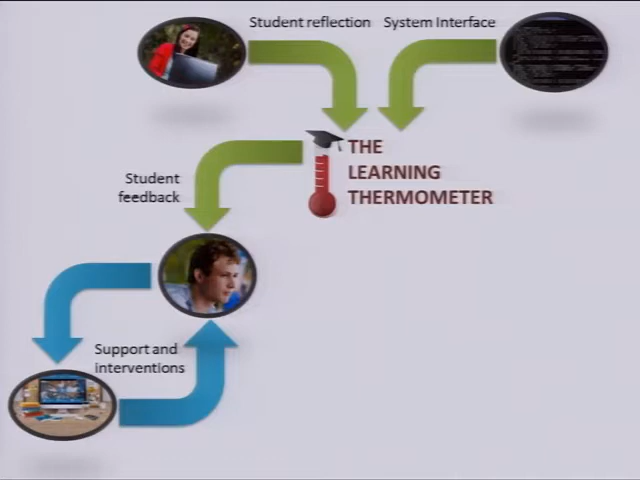 Student reflection
System Interface
THE
LEARNING
THERMOMETER
Student
feedback
Support and
interventions